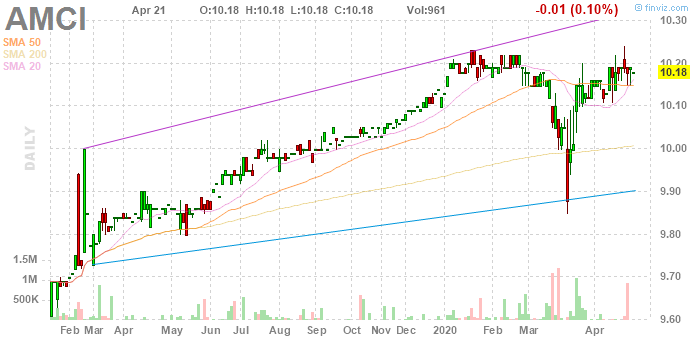 AMCI
Apr 21 O:10.18 H:10.18 L:10.18 C:10.18 Vol:961 -0.01 (0.10%)
© finviz.com
SMA 50
SMA 200
SMA 20
DAILY
10.30
10.20
10.18
10.10
10.00
9.90
9.80
9.70
9.60
1.5M
1M
500K
Feb Mar Apr May Jun Jul Aug Sep Oct Nov Dec 2020 Feb Mar Apr